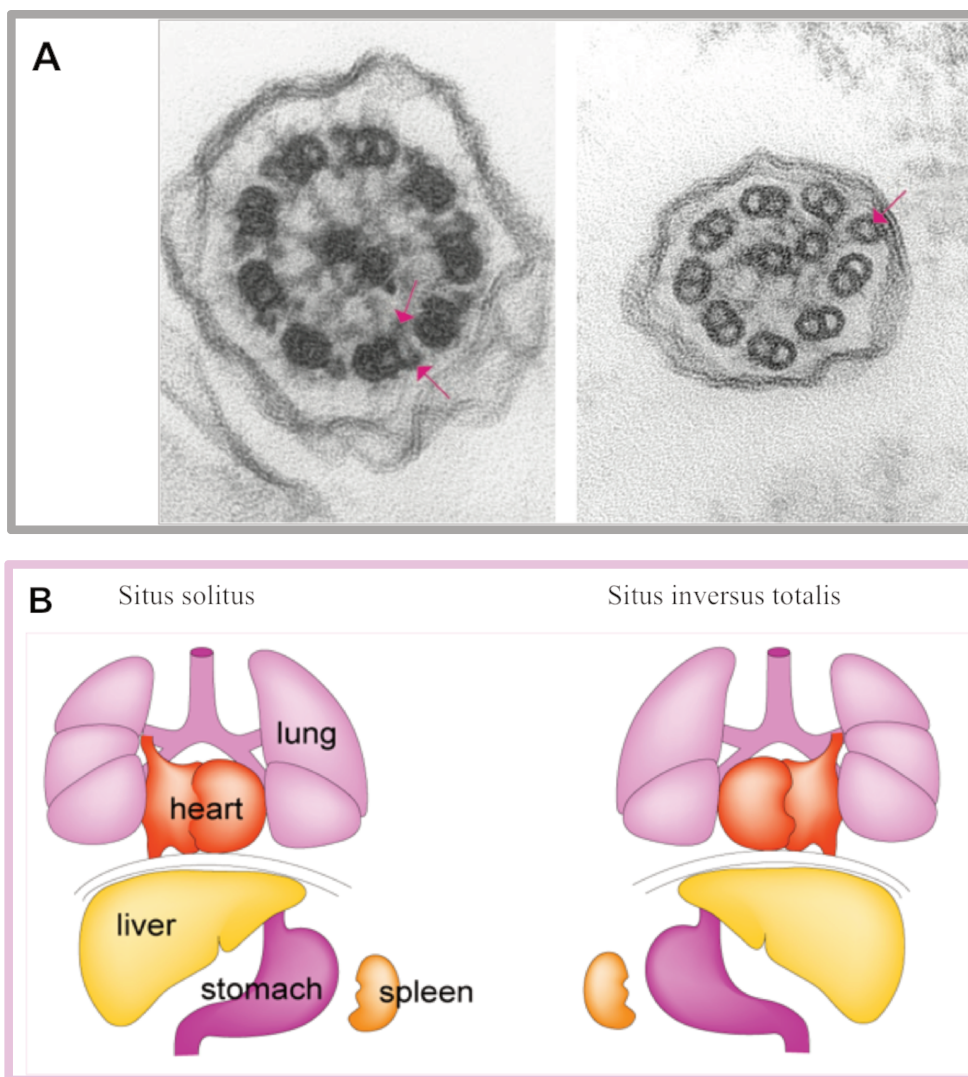 A
B
Situs solitus
Situs inversus totalis
lung
heart
liver
stomach
spleen